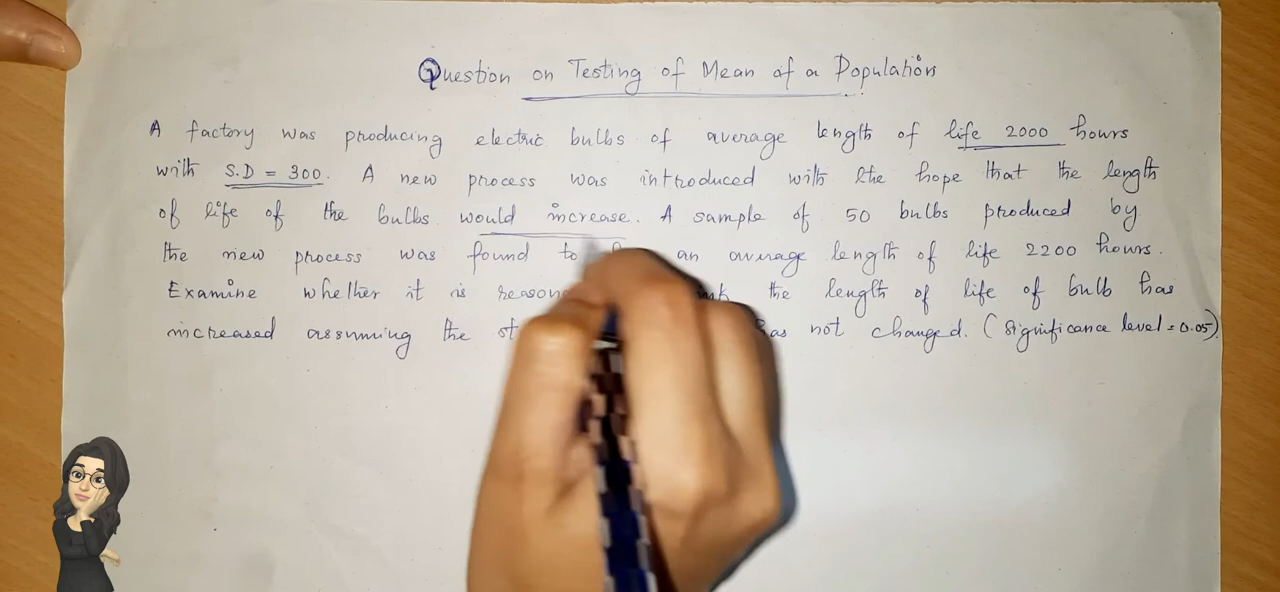 Question on Testing of Mean of a Population
A factory was producing electric bulbs of average length of life 2000 hours
with S.D = 300. A new process was introduced with the hope that the length
of life of the bulbs would increase. A sample of 50 bulbs produced by
the new process was found to an average length of life 2200 hours.
Examine whether it is the length of life of bulb has
increased assuming the has not changed. (Significance level = 0.05)